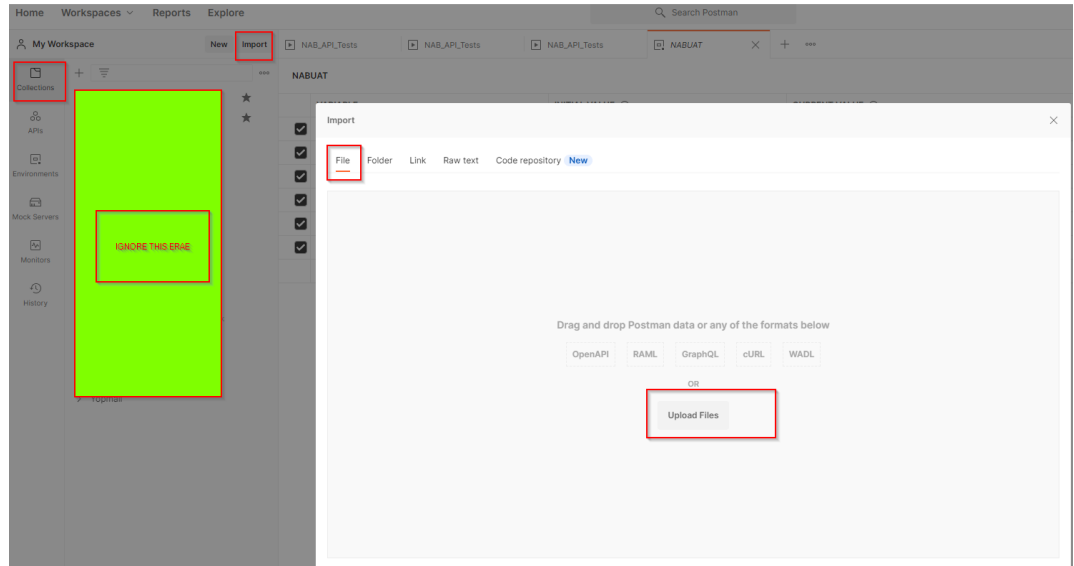 Home Workspaces Reports Explore Search Postman
My Workspace New Import NAB_API_Tests NAB_API_Tests NAB_API_Tests NABUAT
Collections
NABUAT
APIs
Environments
Mock Servers
Monitors
History
IGNORE THIS ERAE
Import
File Folder Link Raw text Code repository New
Drag and drop Postman data or any of the formats below
OpenAPI RAML GraphQL cURL WADL
OR
Upload Files